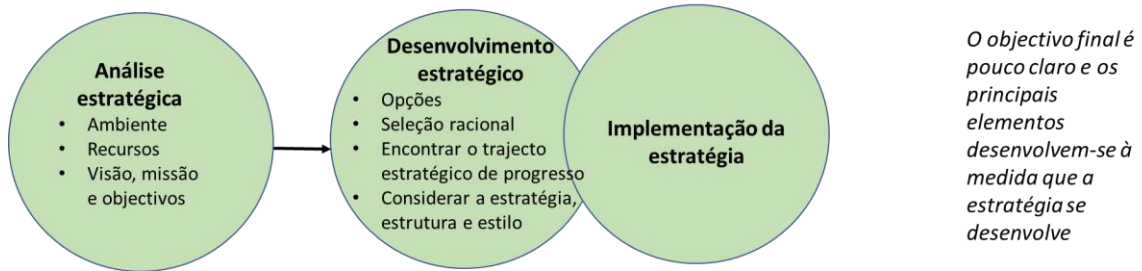 Análise
estratégica
• Ambiente
• Recursos
• Visão, missão
e objectivos
Desenvolvimento
estratégico
• Opções
• Seleção racional
• Encontrar o trajecto
estratégico de progresso
• Considerar a estratégia,
estrutura e estilo
Implementação da
estratégia
O objectivo final é
pouco claro e os
principais
elementos
desenvolvem-se à
medida que a
estratégia se
desenvolve